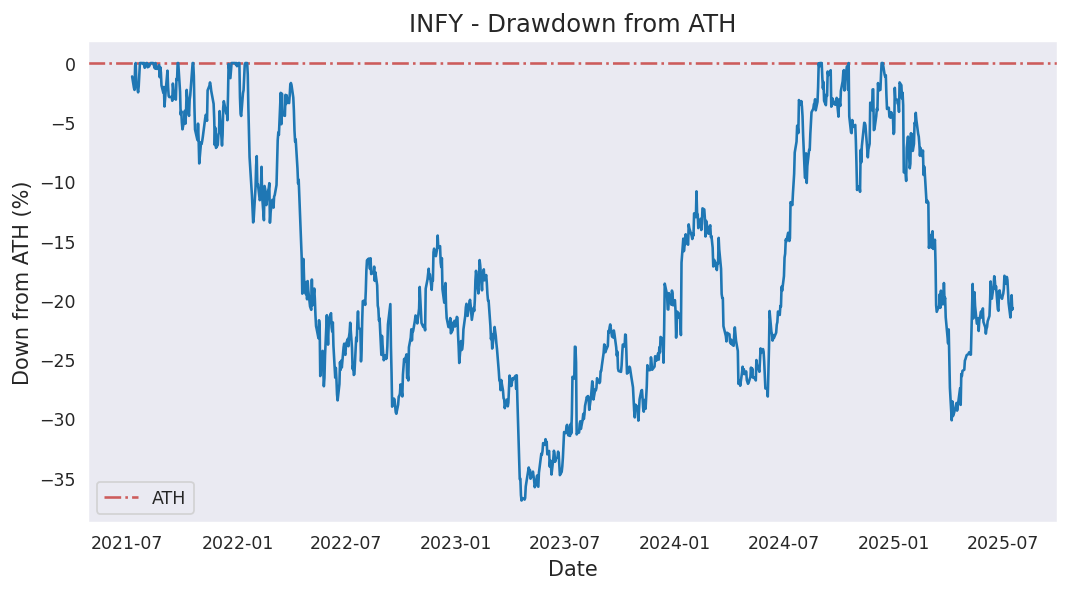 INFY - Drawdown from ATH
Down from ATH (%)
0
−5
−10
−15
−20
−25
−30
−35
ATH
2021-07 2022-01 2022-07 2023-01 2023-07 2024-01 2024-07 2025-01 2025-07
Date